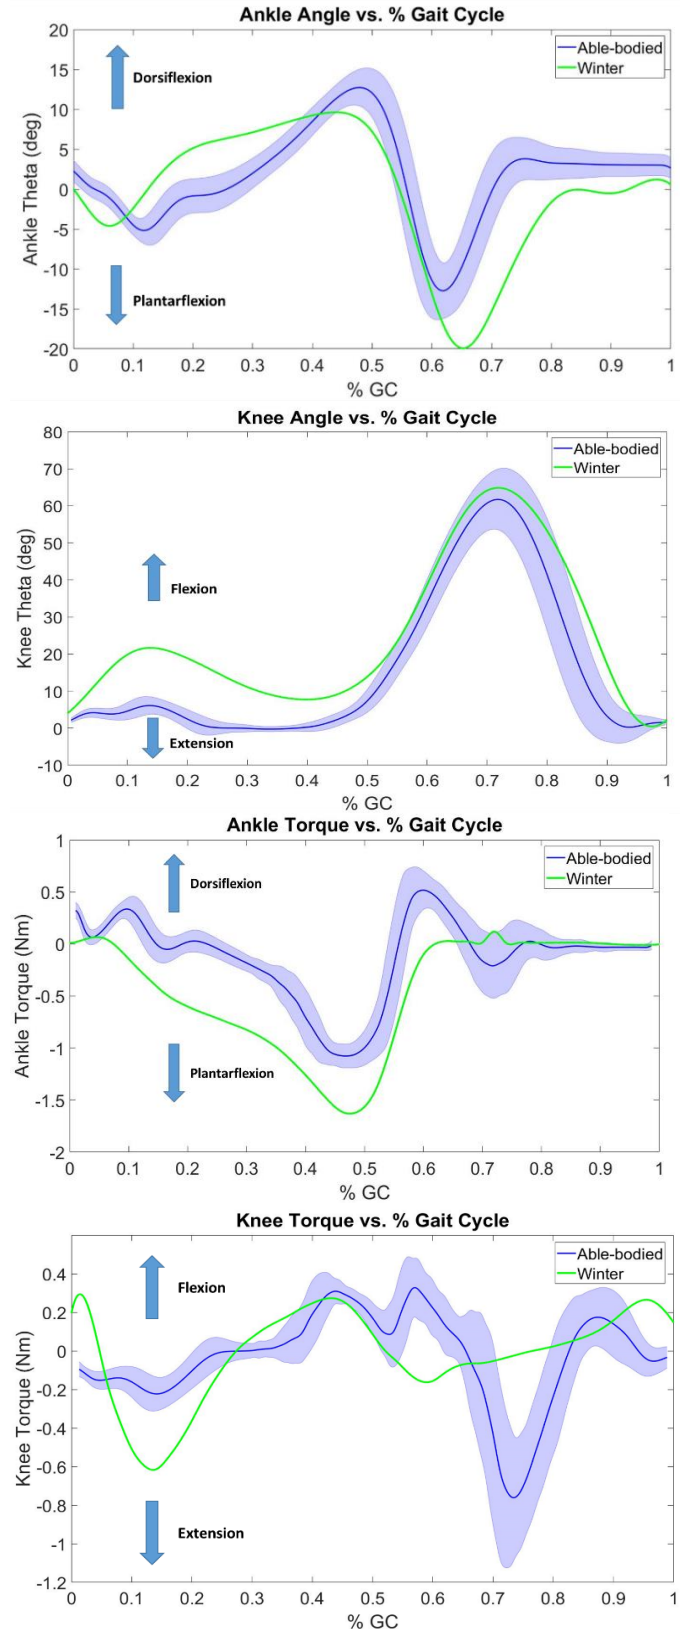 Ankle Angle vs. % Gait Cycle
20
15
10
5
0
-5
-10
-15
-20
Ankle Theta (deg)
Dorsiflexion
Plantarflexion
Able-bodied
Winter
0 0.1 0.2 0.3 0.4 0.5 0.6 0.7 0.8 0.9 1
% GC
Knee Angle vs. % Gait Cycle
80
70
60
50
40
30
20
10
0
-10
Knee Theta (deg)
Flexion
Extension
Able-bodied
Winter
0 0.1 0.2 0.3 0.4 0.5 0.6 0.7 0.8 0.9 1
% GC
Ankle Torque vs. % Gait Cycle
1
0.5
0
-0.5
-1
-1.5
-2
Ankle Torque (Nm)
Dorsiflexion
Plantarflexion
Able-bodied
Winter
0 0.1 0.2 0.3 0.4 0.5 0.6 0.7 0.8 0.9 1
% GC
Knee Torque vs. % Gait Cycle
0.4
0.2
0
-0.2
-0.4
-0.6
-0.8
-1
-1.2
Knee Torque (Nm)
Flexion
Extension
Able-bodied
Winter
0 0.1 0.2 0.3 0.4 0.5 0.6 0.7 0.8 0.9 1
% GC